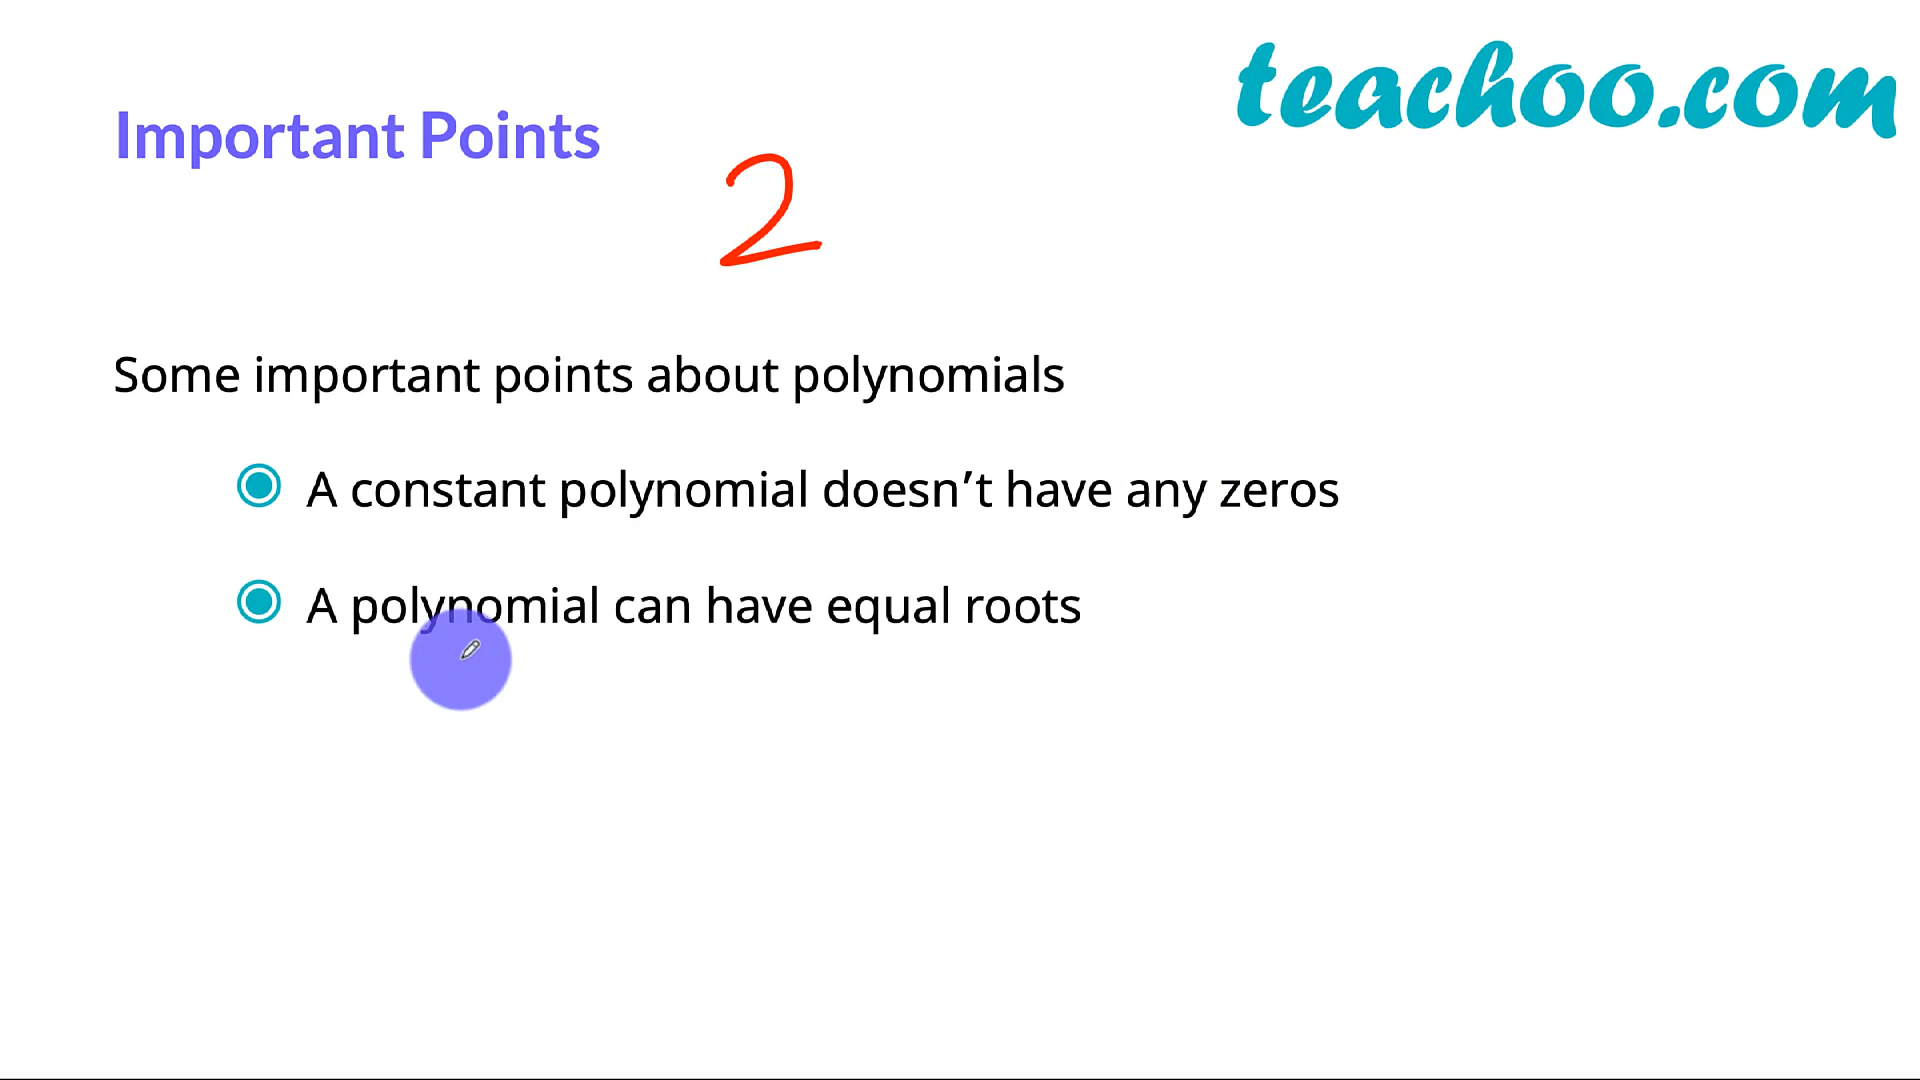 teachoo.com
Important Points
2
Some important points about polynomials
A constant polynomial doesn’t have any zeros
A polynomial can have equal roots